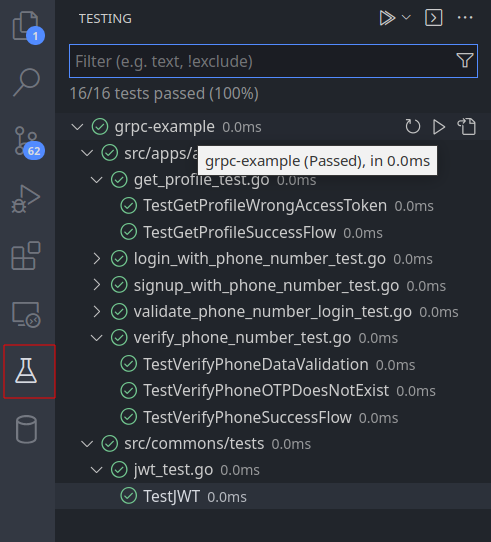 TESTING
1
Filter (e.g. text, !exclude)
16/16 tests passed (100%)
grpc-example 0.0ms
62
src/apps/
grpc-example (Passed), in 0.0ms
get_profile_test.go 0.0ms
TestGetProfileWrongAccessToken 0.0ms
TestGetProfileSuccessFlow 0.0ms
login_with_phone_number_test.go 0.0ms
signup_with_phone_number_test.go 0.0ms
validate_phone_number_login_test.go 0.0ms
verify_phone_number_test.go 0.0ms
TestVerifyPhoneDataValidation 0.0ms
TestVerifyPhoneOTPDoesNotExist 0.0ms
TestVerifyPhoneSuccessFlow 0.0ms
src/commons/tests 0.0ms
jwt_test.go 0.0ms
TestJWT 0.0ms